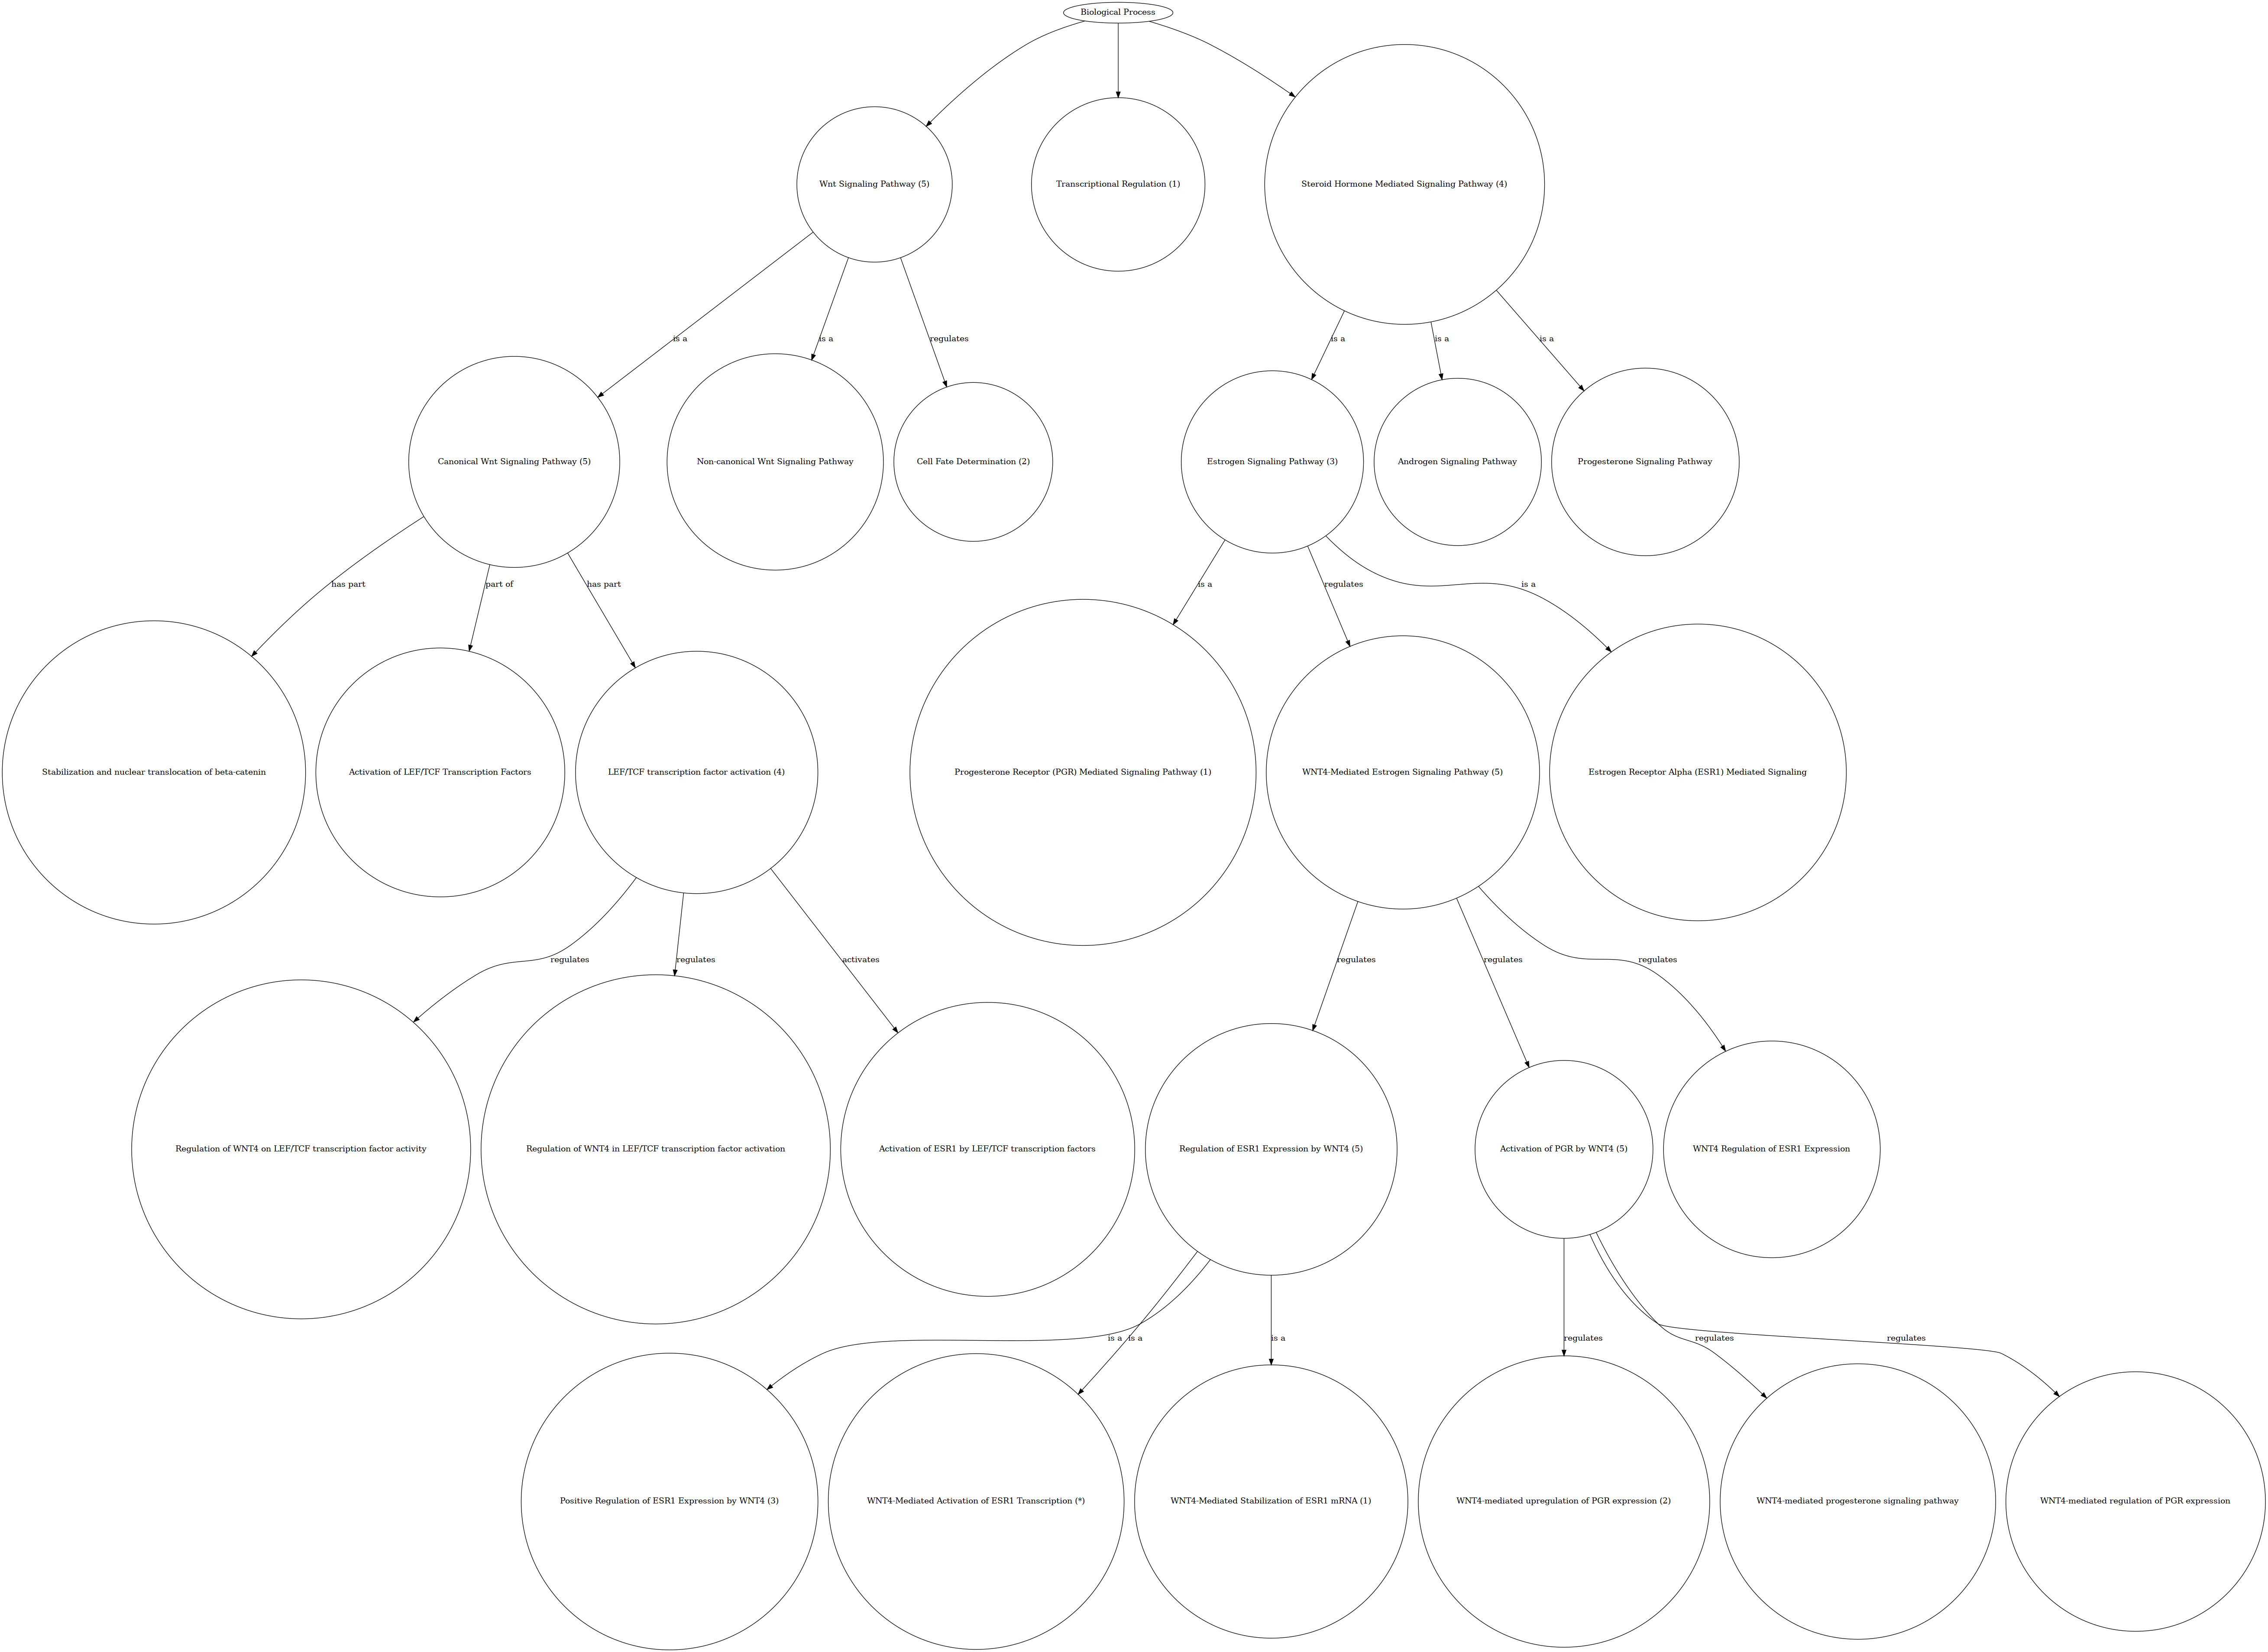 Biological Process
Wnt Signaling Pathway (5)
Transcriptional Regulation (1)
Steroid Hormone Mediated Signaling Pathway (4)
is a
is a
regulates
is a
is a
is a
Canonical Wnt Signaling Pathway (5)
Non-canonical Wnt Signaling Pathway
Cell Fate Determination (2)
Estrogen Signaling Pathway (3)
Androgen Signaling Pathway
Progesterone Signaling Pathway
has part
part of
has part
is a
regulates
is a
Stabilization and nuclear translocation of beta-catenin
Activation of LEF/TCF Transcription Factors
LEF/TCF transcription factor activation (4)
Progesterone Receptor (PGR) Mediated Signaling Pathway (1)
WNT4-Mediated Estrogen Signaling Pathway (5)
Estrogen Receptor Alpha (ESR1) Mediated Signaling
regulates
regulates
activates
regulates
regulates
regulates
Regulation of WNT4 on LEF/TCF transcription factor activity
Regulation of WNT4 in LEF/TCF transcription factor activation
Activation of ESR1 by LEF/TCF transcription factors
Regulation of ESR1 Expression by WNT4 (5)
Activation of PGR by WNT4 (5)
WNT4 Regulation of ESR1 Expression
is a
is a
is a
regulates
regulates
regulates
Positive Regulation of ESR1 Expression by WNT4 (3)
WNT4-Mediated Activation of ESR1 Transcription (*)
WNT4-Mediated Stabilization of ESR1 mRNA (1)
WNT4-mediated upregulation of PGR expression (2)
WNT4-mediated progesterone signaling pathway
WNT4-mediated regulation of PGR expression